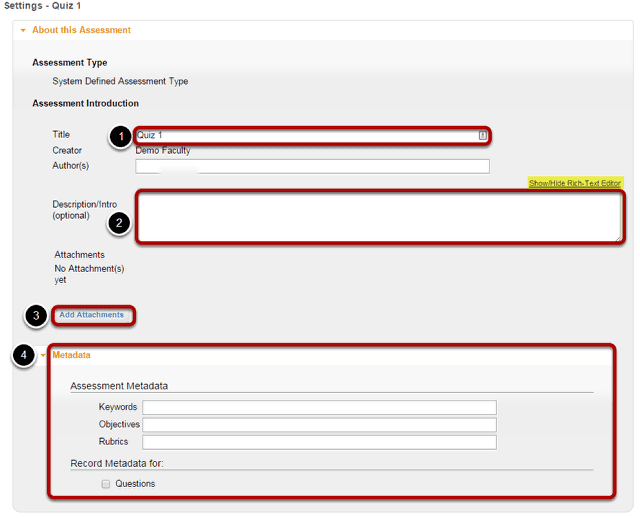 Settings - Quiz 1
About this Assessment
Assessment Type
System Defined Assessment Type
Assessment Introduction
1
Title Quiz 1
Creator Demo Faculty
Author(s)
Show/Hide Rich-Text Editor
Description/Intro
(optional)
2
Attachments
No Attachment(s)
yet
3 Add Attachments
4 Metadata
Assessment Metadata
Keywords
Objectives
Rubrics
Record Metadata for:
Questions